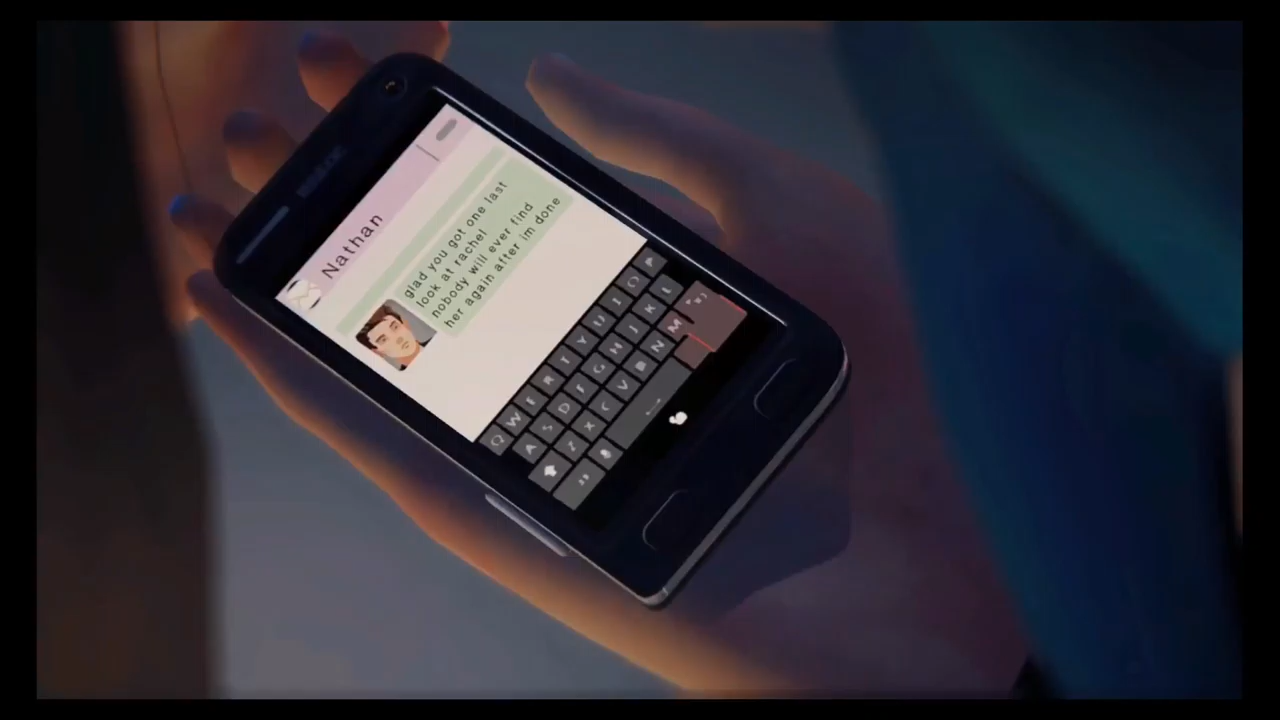 Nathan
glad you got one last
look at rachel
nobody will ever find
her again after im done
Q W E R T Y U I O P
A S D F G H J K L
Z X C V B N M